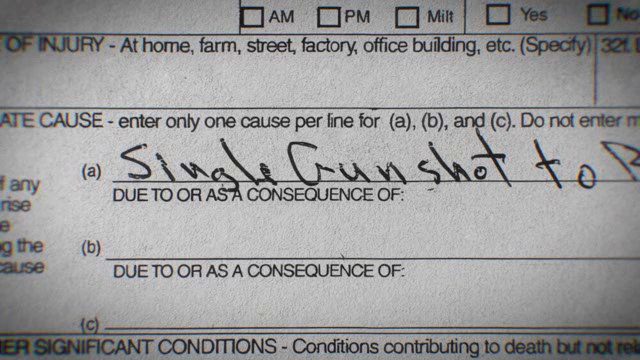 AM PM Milt Yes No
OF INJURY - At home, farm, street, factory, office building, etc. (Specify) 32f.
ATE CAUSE - enter only one cause per line for (a), (b), and (c). Do not enter m
(a) Single Gunshot to
f any
DUE TO OR AS A CONSEQUENCE OF:
rise
e
g the (b)
cause
DUE TO OR AS A CONSEQUENCE OF:
(c)
ER SIGNIFICANT CONDITIONS - Conditions contributing to death but not